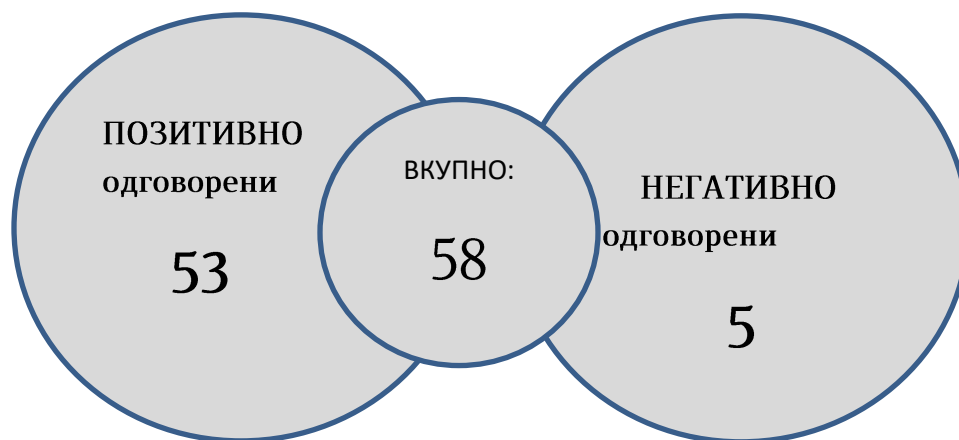 ПОЗИТИВНО
одговорени
53
ВКУПНО:
58
НЕГАТИВНО
одговорени
5